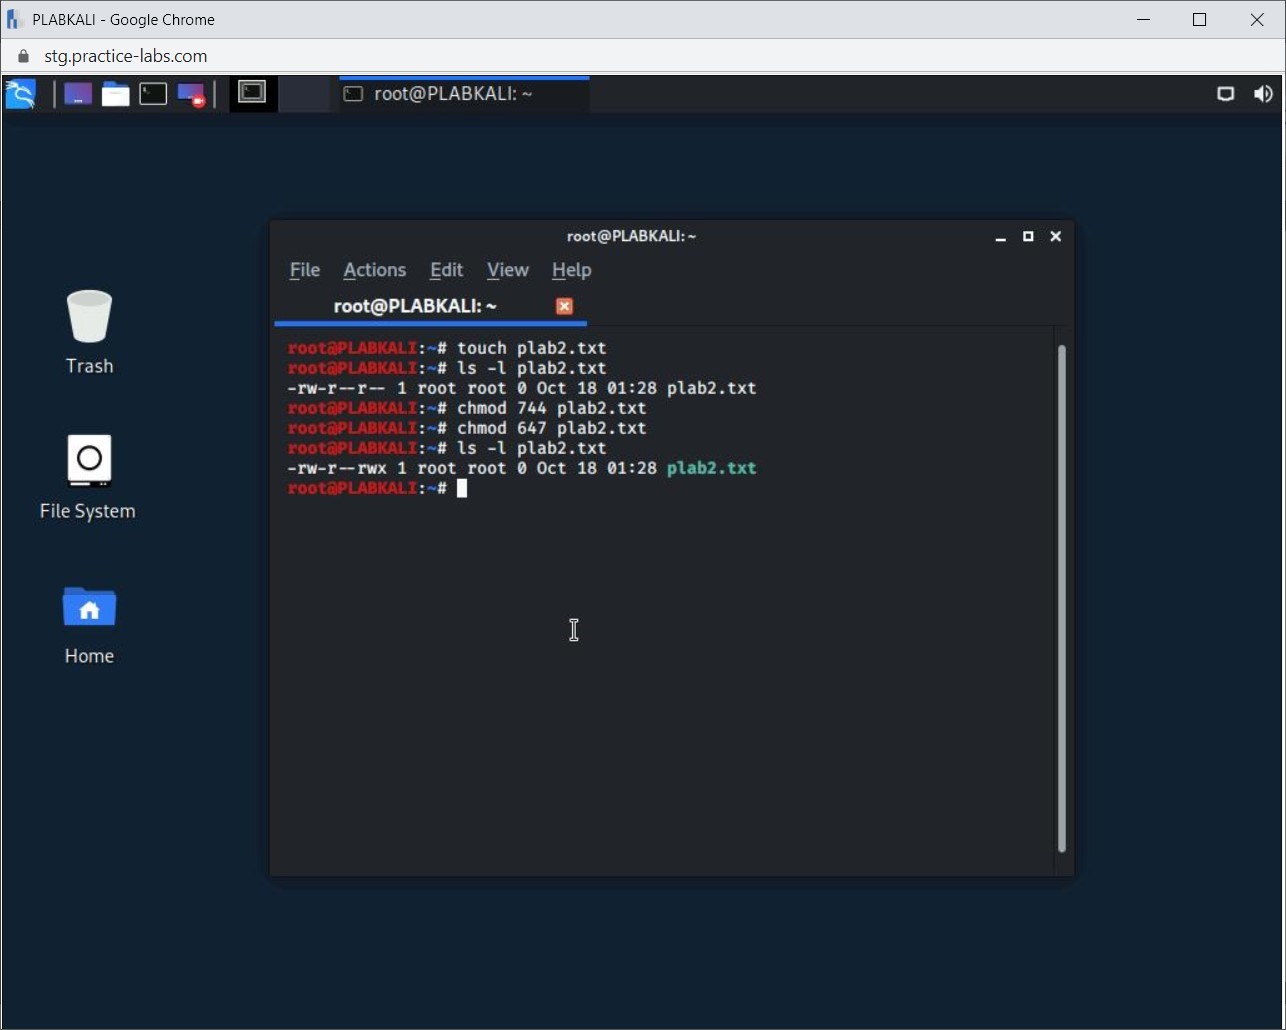 PLABKALI - Google Chrome
stg.practice-labs.com
root@PLABKALI: ~
root@PLABKALI: ~
File Actions Edit View Help
root@PLABKALI: ~
root@PLABKALI:~# touch plab2.txt
root@PLABKALI:~# ls -l plab2.txt
-rw-r--r-- 1 root root 0 Oct 18 01:28 plab2.txt
root@PLABKALI:~# chmod 744 plab2.txt
root@PLABKALI:~# chmod 647 plab2.txt
root@PLABKALI:~# ls -l plab2.txt
-rw-r--rwx 1 root root 0 Oct 18 01:28 plab2.txt
root@PLABKALI:~#
Trash
File System
Home